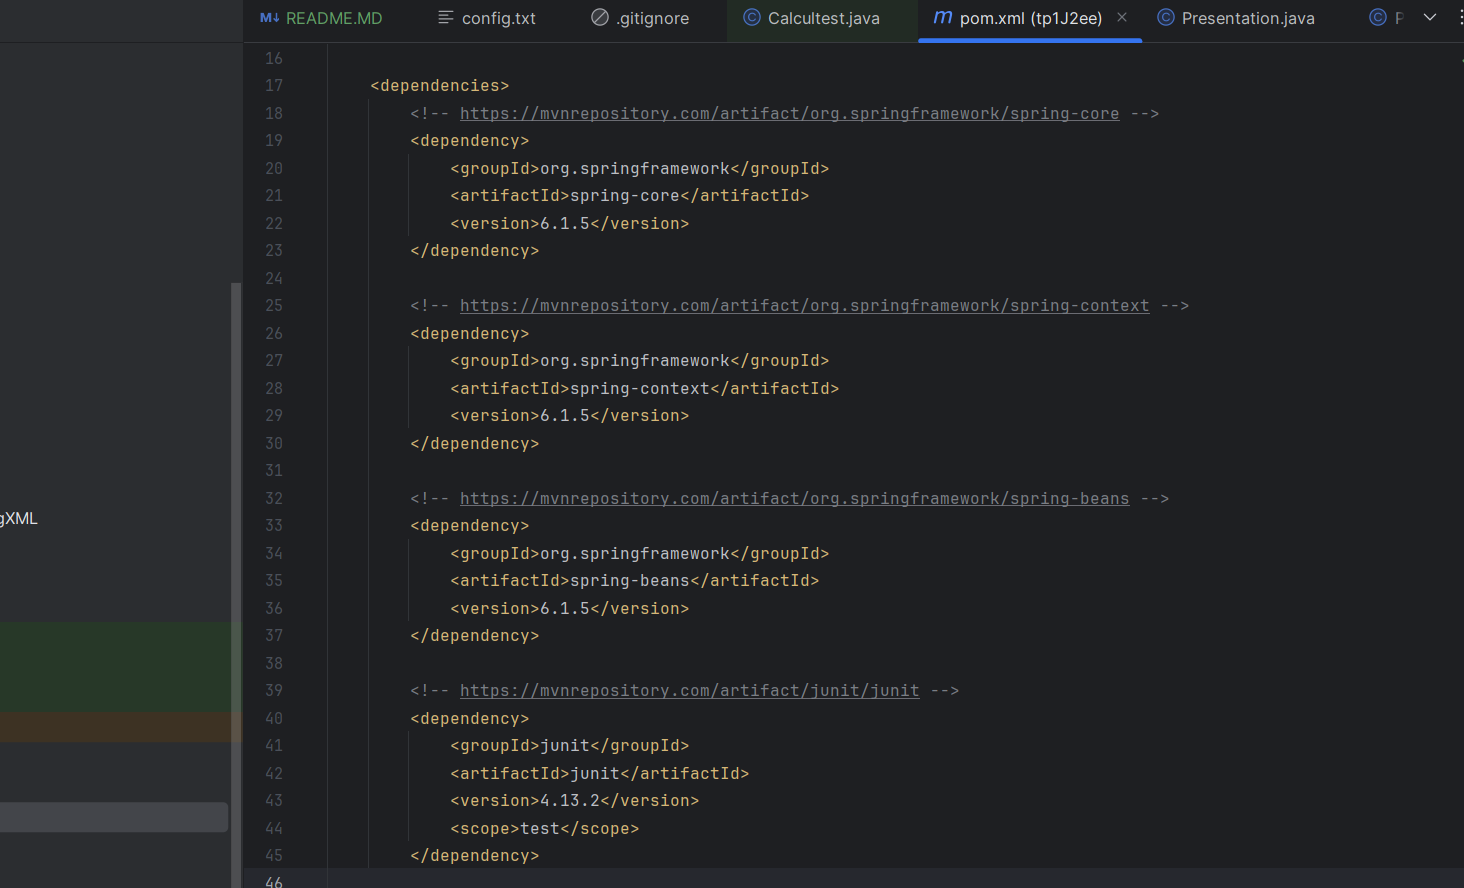 README.MD config.txt .gitignore Calcultest.java pom.xml (tp1J2ee) Presentation.java
16
17 <dependencies>
18 <!-- https://mvnrepository.com/artifact/org.springframework/spring-core -->
19 <dependency>
20 <groupId>org.springframework</groupId>
21 <artifactId>spring-core</artifactId>
22 <version>6.1.5</version>
23 </dependency>
24
25 <!-- https://mvnrepository.com/artifact/org.springframework/spring-context -->
26 <dependency>
27 <groupId>org.springframework</groupId>
28 <artifactId>spring-context</artifactId>
29 <version>6.1.5</version>
30 </dependency>
31
32 <!-- https://mvnrepository.com/artifact/org.springframework/spring-beans -->
gXML
33 <dependency>
34 <groupId>org.springframework</groupId>
35 <artifactId>spring-beans</artifactId>
36 <version>6.1.5</version>
37 </dependency>
38
39 <!-- https://mvnrepository.com/artifact/junit/junit -->
40 <dependency>
41 <groupId>junit</groupId>
42 <artifactId>junit</artifactId>
43 <version>4.13.2</version>
44 <scope>test</scope>
45 </dependency>
46